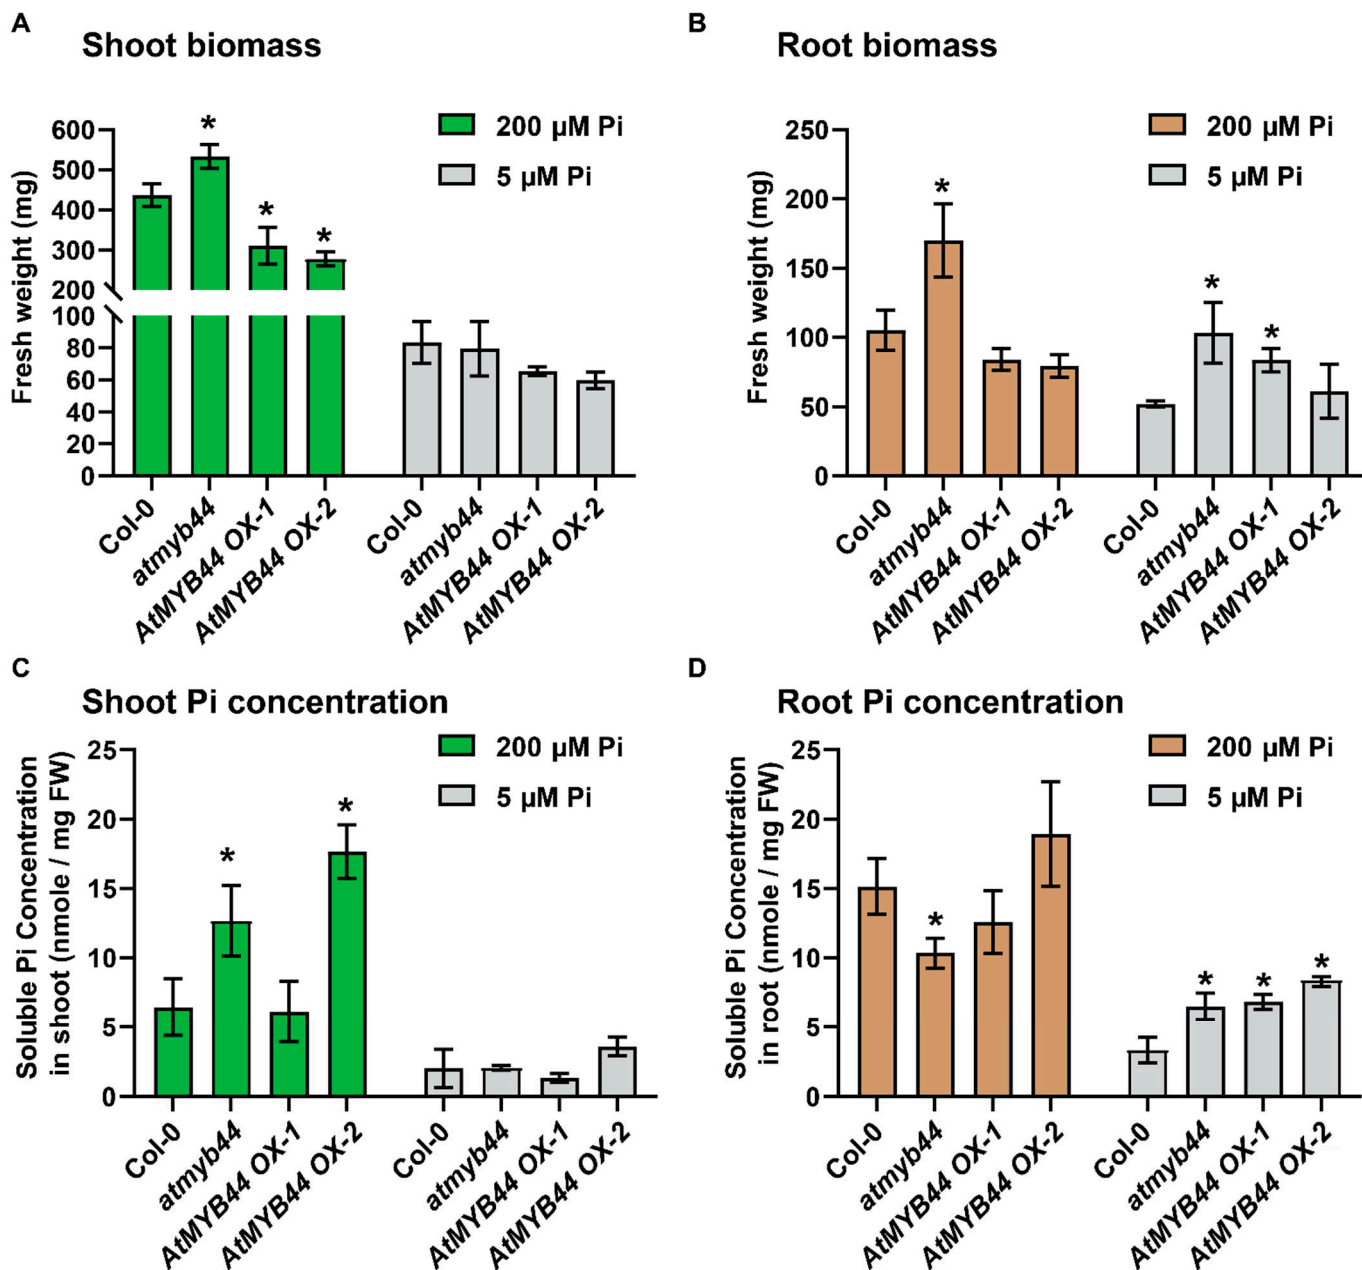 A
Shoot biomass
Fresh weight (mg)
600
500
400
300
200
100
80
60
40
20
0
*
*
*
200 µM Pi
5 µM Pi
Col-0
atmyb44
AtMYB44 OX-1
AtMYB44 OX-2
Col-0
atmyb44
AtMYB44 OX-1
AtMYB44 OX-2
B
Root biomass
Fresh weight (mg)
250
200
150
100
50
0
*
*
*
200 µM Pi
5 µM Pi
Col-0
atmyb44
AtMYB44 OX-1
AtMYB44 OX-2
Col-0
atmyb44
AtMYB44 OX-1
AtMYB44 OX-2
C
Shoot Pi concentration
Soluble Pi Concentration
in shoot (nmole / mg FW)
25
20
15
10
5
0
*
*
200 µM Pi
5 µM Pi
Col-0
atmyb44
AtMYB44 OX-1
AtMYB44 OX-2
Col-0
atmyb44
AtMYB44 OX-1
AtMYB44 OX-2
D
Root Pi concentration
Soluble Pi Concentration
in root (nmole / mg FW)
25
20
15
10
5
0
*
*
*
*
200 µM Pi
5 µM Pi
Col-0
atmyb44
AtMYB44 OX-1
AtMYB44 OX-2
Col-0
atmyb44
AtMYB44 OX-1
AtMYB44 OX-2